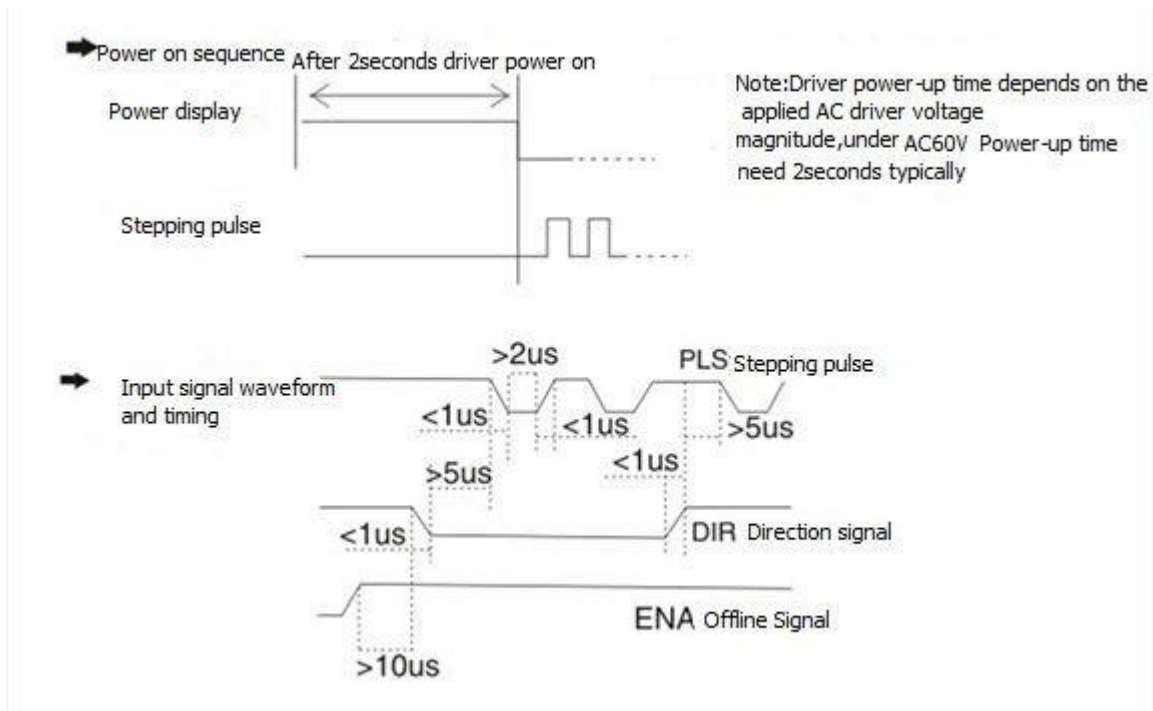 Power on sequence
After 2seconds driver power on
Power display
Note:Driver power-up time depends on the
applied AC driver voltage
magnitude,under AC60V Power-up time
need 2seconds typically
Stepping pulse
>2us
PLS Stepping pulse
Input signal waveform
and timing
<1us
<1us
>5us
<1us
>5us
<1us
DIR Direction signal
ENA Offline Signal
>10us